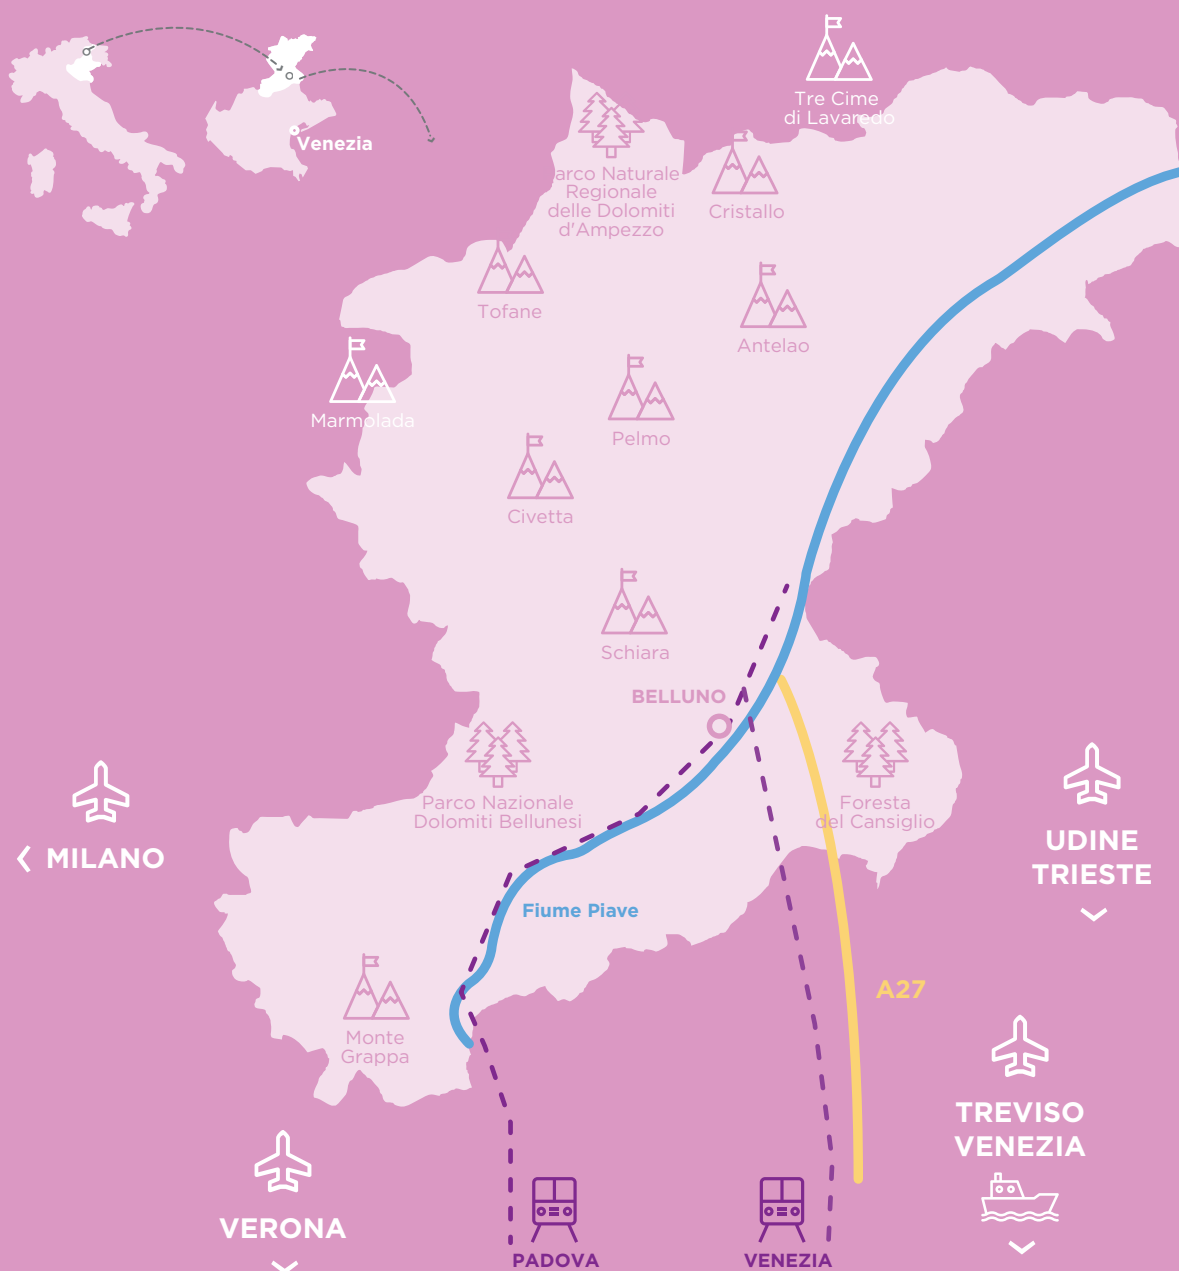 Venezia
Tre Cime
di Lavaredo
arco Naturale
Regionale
delle Dolomiti
d'Ampezzo
Cristallo
Tofane
Antelao
Marmolada
Pelmo
Civetta
Schiara
BELLUNO
Parco Nazionale
Dolomiti Bellunesi
Foresta
del Cansiglio
MILANO
UDINE
TRIESTE
Fiume Piave
A27
Monte
Grappa
TREVISO
VENEZIA
VERONA
PADOVA
VENEZIA